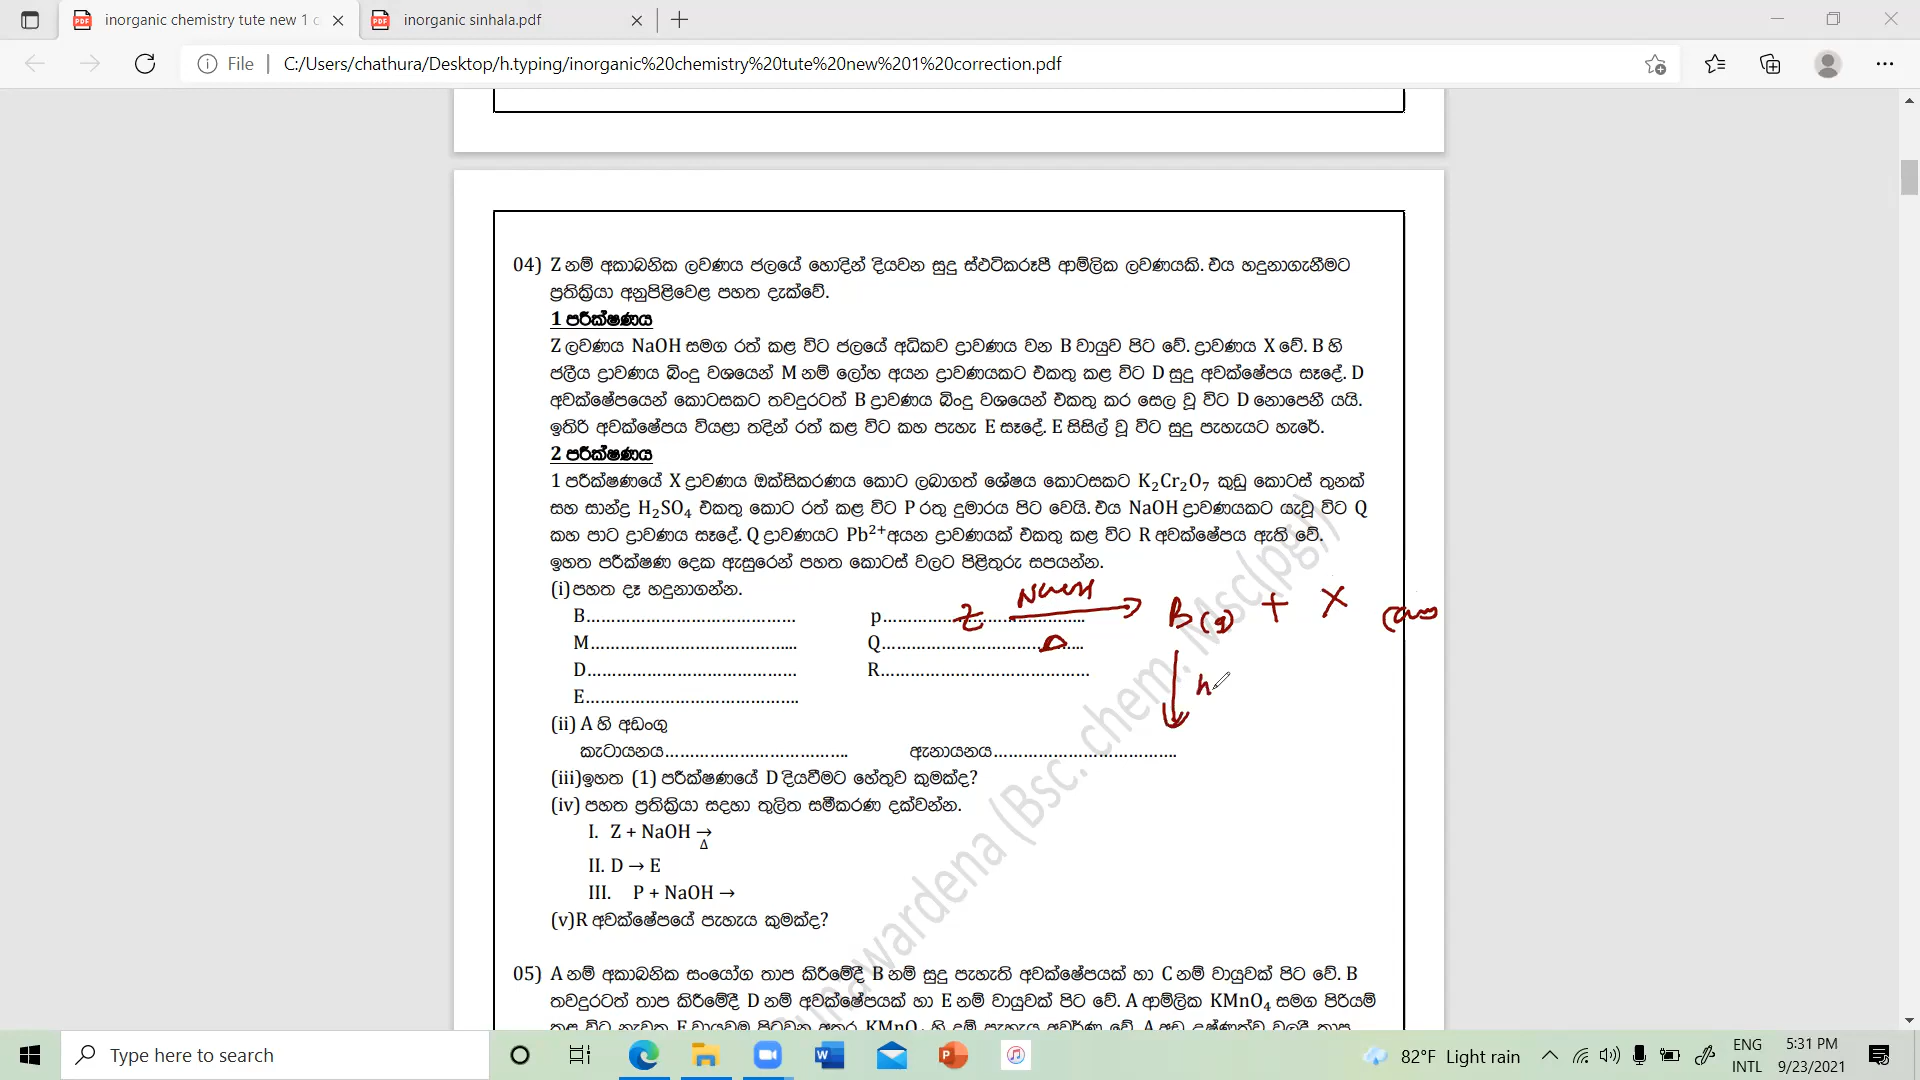 inorganic chemistry tute new 1 c
inorganic sinhala.pdf
File
C:/Users/chathura/Desktop/h.typing/inorganic%20chemistry%20tute%20new%201%20correction.pdf
04) Z නම් අකාබනික ලවණය ජලයේ හොදින් දියවන සුදු ස්ඵටිකරූපී ආම්ලික ලවණයකි. එය හදුනාගැනීමට
ප්‍රතික්‍රියා අනුපිළිවෙළ පහත දැක්වේ.
1 පරීක්ෂණය
Z ලවණය NaOH සමග රත් කළ විට ජලයේ අධිකව ද්‍රාවණය වන B වායුව පිට වේ. ද්‍රාවණය X වේ. B හි
ජලීය ද්‍රාවණය බිංදු වශයෙන් M නම් ලෝහ අයන ද්‍රාවණයකට එකතු කළ විට D සුදු අවක්ෂේපය සෑදේ. D
අවක්ෂේපයෙන් කොටසකට තවදුරටත් B ද්‍රාවණය බිංදු වශයෙන් එකතු කර සෙල වූ විට D නොපෙනී යයි.
ඉතිරි අවක්ෂේපය වියළා තදින් රත් කළ විට කහ පැහැ E සෑදේ. E සිසිල් වූ විට සුදු පැහැයට හැරේ.
2 පරීක්ෂණය
1 පරීක්ෂණයේ X ද්‍රාවණය ඔක්සිකරණය කොට ලබාගත් ශේෂය කොටසකට K₂Cr₂O₇ කුඩු කොටස් තුනක්
සහ සාන්ද්‍ර H₂SO₄ එකතු කොට රත් කළ විට P රතු දුමාරය පිට වෙයි. එය NaOH ද්‍රාවණයකට යැවූ විට Q
කහ පාට ද්‍රාවණය සෑදේ. Q ද්‍රාවණයට Pb²⁺ අයන ද්‍රාවණයක් එකතු කළ විට R අවක්ෂේපය ඇති වේ.
ඉහත පරීක්ෂණ දෙක ඇසුරෙන් පහත කොටස් වලට පිළිතුරු සපයන්න.
(i) පහත දෑ හදුනාගන්න.
NaOH
B....................................... p.......................................
Z → B(g) + X
M....................................... Q.......................................
Δ
D....................................... R.......................................
E.......................................
(ii) A හි අඩංගු
කැටායනය.................................... ඇනායනය....................................
(iii)ඉහත (1) පරීක්ෂණයේ D දියවීමට හේතුව කුමක්ද?
(iv) පහත ප්‍රතික්‍රියා සදහා තුලිත සමීකරණ දක්වන්න.
I. Z + NaOH →
Δ
II. D → E
III. P + NaOH →
(v)R අවක්ෂේපයේ පැහැය කුමක්ද?
05) A නම් අකාබනික සංයෝග තාප කිරීමේදී B නම් සුදු පැහැති අවක්ෂේපයක් හා C නම් වායුවක් පිට වේ. B
තවදුරටත් තාප කිරීමේදී D නම් අවක්ෂේපයක් හා E නම් වායුවක් පිට වේ. A ආම්ලික KMnO₄ සමග පිරියම්
unawardena (Bsc. chem. Msc(pgi)
Type here to search
82°F Light rain
ENG
INTL
5:31 PM
9/23/2021